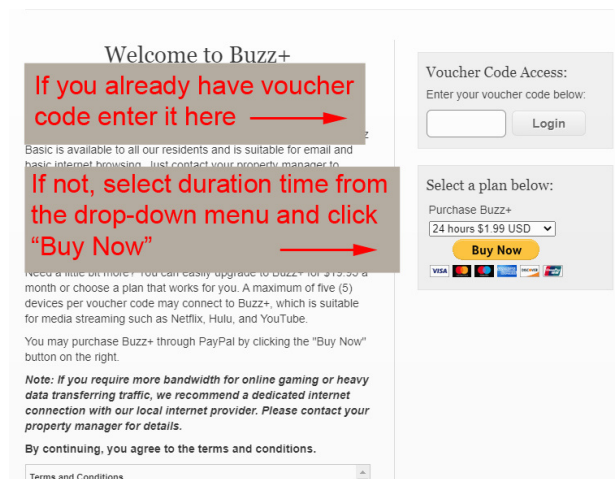 Welcome to Buzz+
If you already have voucher
code enter it here
Basic is available to all our residents and is suitable for email and
basic internet browsing. Just contact your property manager to
If not, select duration time from
the drop-down menu and click
“Buy Now”
Need a little bit more? You can easily upgrade to Buzz+ for $19.95 a
month or choose a plan that works for you. A maximum of five (5)
devices per voucher code may connect to Buzz+, which is suitable
for media streaming such as Netflix, Hulu, and YouTube.
You may purchase Buzz+ through PayPal by clicking the "Buy Now"
button on the right.
Note: If you require more bandwidth for online gaming or heavy
data transferring traffic, we recommend a dedicated internet
connection with our local internet provider. Please contact your
property manager for details.
By continuing, you agree to the terms and conditions.
Terms and Conditions
Voucher Code Access:
Enter your voucher code below:
Login
Select a plan below:
Purchase Buzz+
24 hours $1.99 USD
Buy Now
VISA